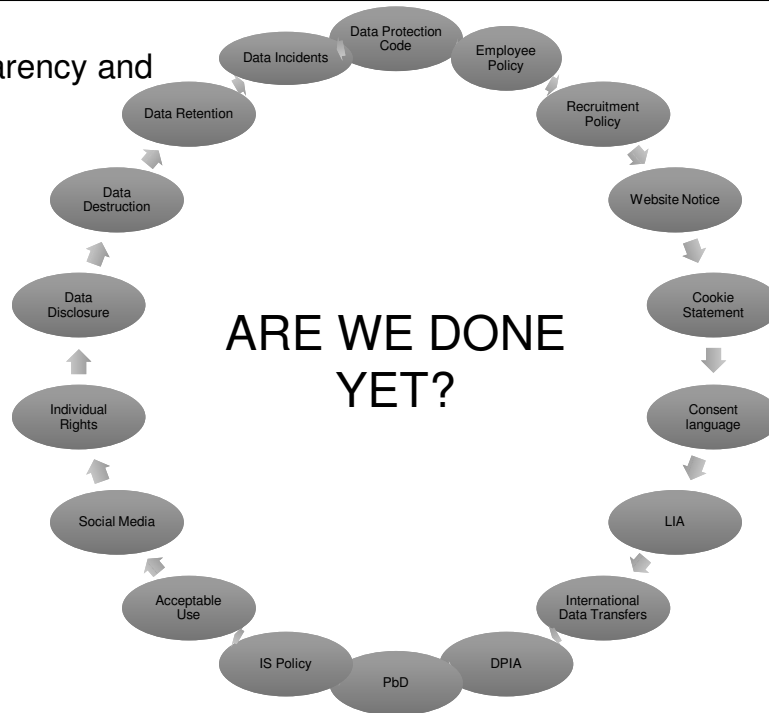 arency and
Data Protection
Code
Employee
Policy
Recruitment
Policy
Website Notice
Cookie
Statement
Consent
language
LIA
International
Data Transfers
DPIA
PbD
IS Policy
Acceptable
Use
Social Media
Individual
Rights
Data
Disclosure
Data
Destruction
Data Retention
Data Incidents
ARE WE DONE
YET?